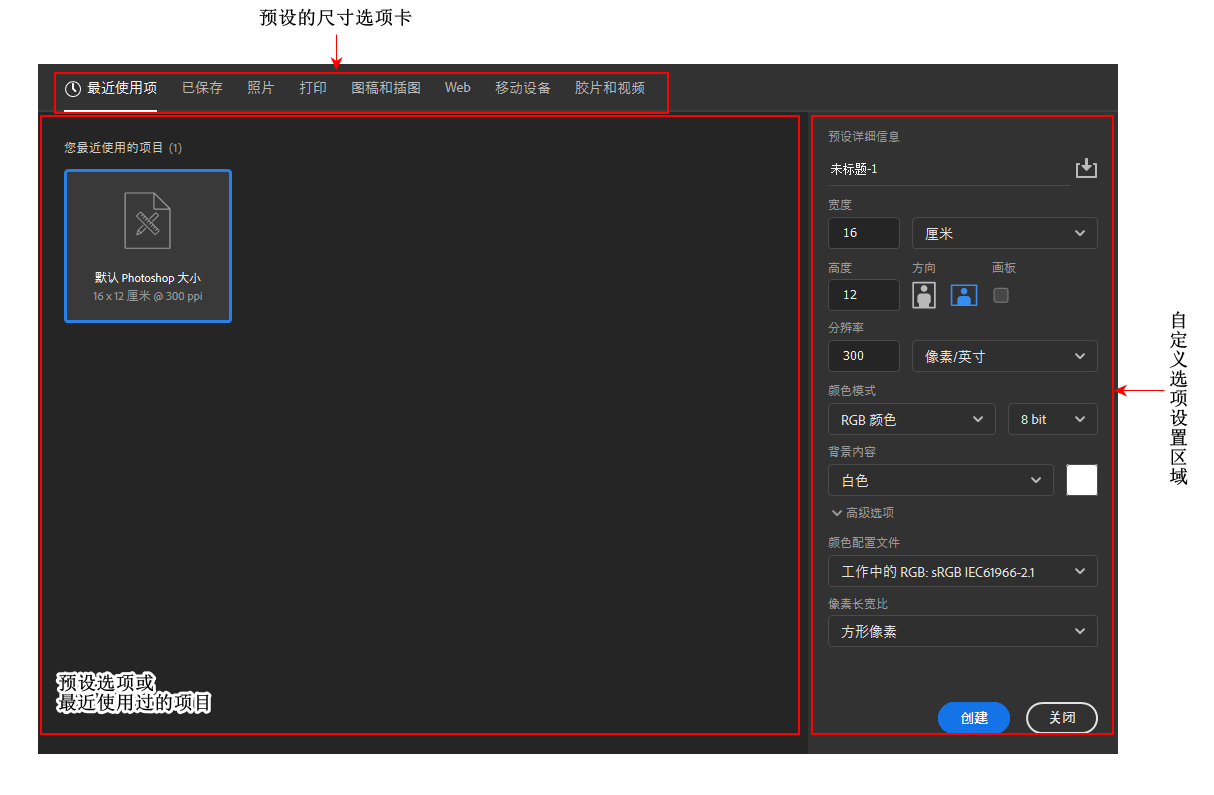 预设的尺寸选项卡
最近使用项 已保存 照片 打印 图稿和插图 Web 移动设备 胶片和视频
您最近使用的项目 (1)
默认 Photoshop 大小
16 x 12 厘米 @ 300 ppi
预设选项或
最近使用过的项目
预设详细信息
未标题-1
宽度
16 厘米
高度 方向 画板
12
分辨率
300 像素/英寸
颜色模式
RGB 颜色 8 bit
背景内容
白色
高级选项
颜色配置文件
工作中的 RGB: sRGB IEC61966-2.1
像素长宽比
方形像素
创建 关闭
自定义选项设置区域